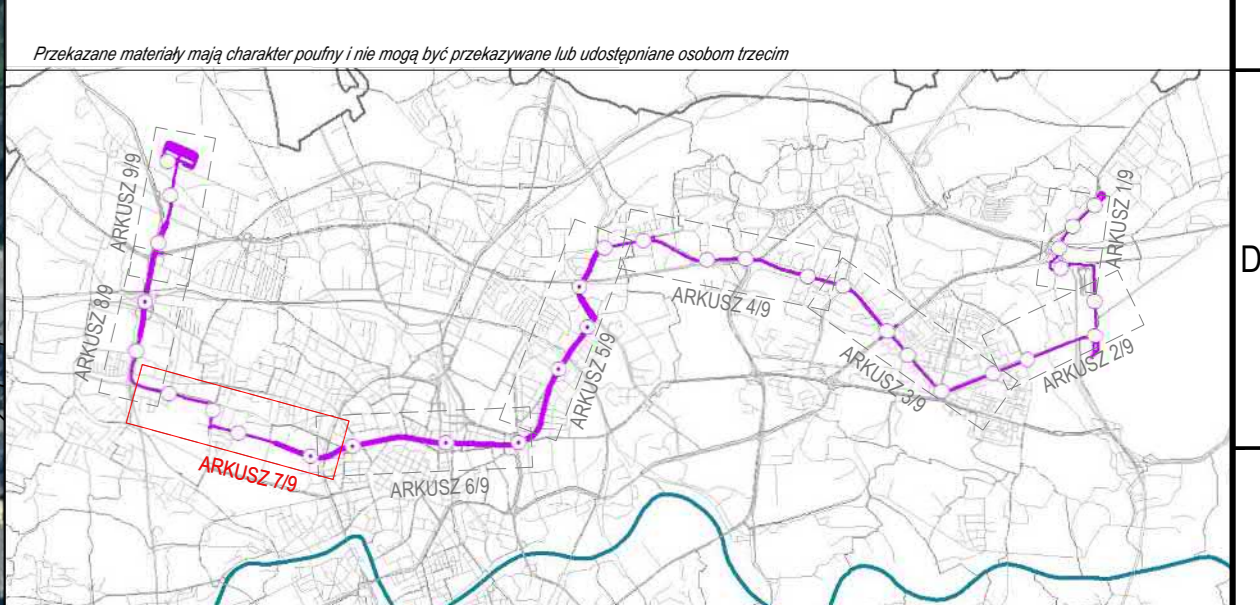 Przekazane materiały mają charakter poufny i nie mogą być przekazywane lub udostępniane osobom trzecim
ARKUSZ 9/9
ARKUSZ 8/9
ARKUSZ 7/9
ARKUSZ 6/9
ARKUSZ 5/9
ARKUSZ 4/9
ARKUSZ 3/9
ARKUSZ 2/9
ARKUSZ 1/9
D